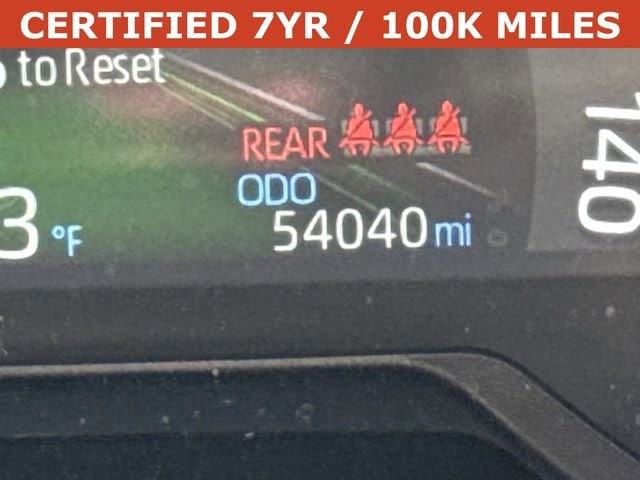 CERTIFIED 7YR / 100K MILES
to Reset
REAR
ODO
3 °F
54040 mi
140